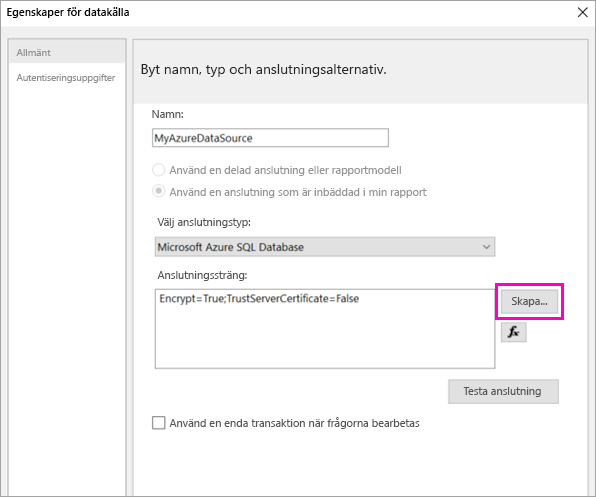 Egenskaper för datakälla
Allmänt
Autentiseringsuppgifter
Byt namn, typ och anslutningsalternativ.
Namn:
MyAzureDataSource
Använd en delad anslutning eller rapportmodell
Använd en anslutning som är inbäddad i min rapport
Välj anslutningstyp:
Microsoft Azure SQL Database
Anslutningssträng:
Encrypt=True;TrustServerCertificate=False
Skapa...
fx
Testa anslutning
Använd en enda transaktion när frågorna bearbetas